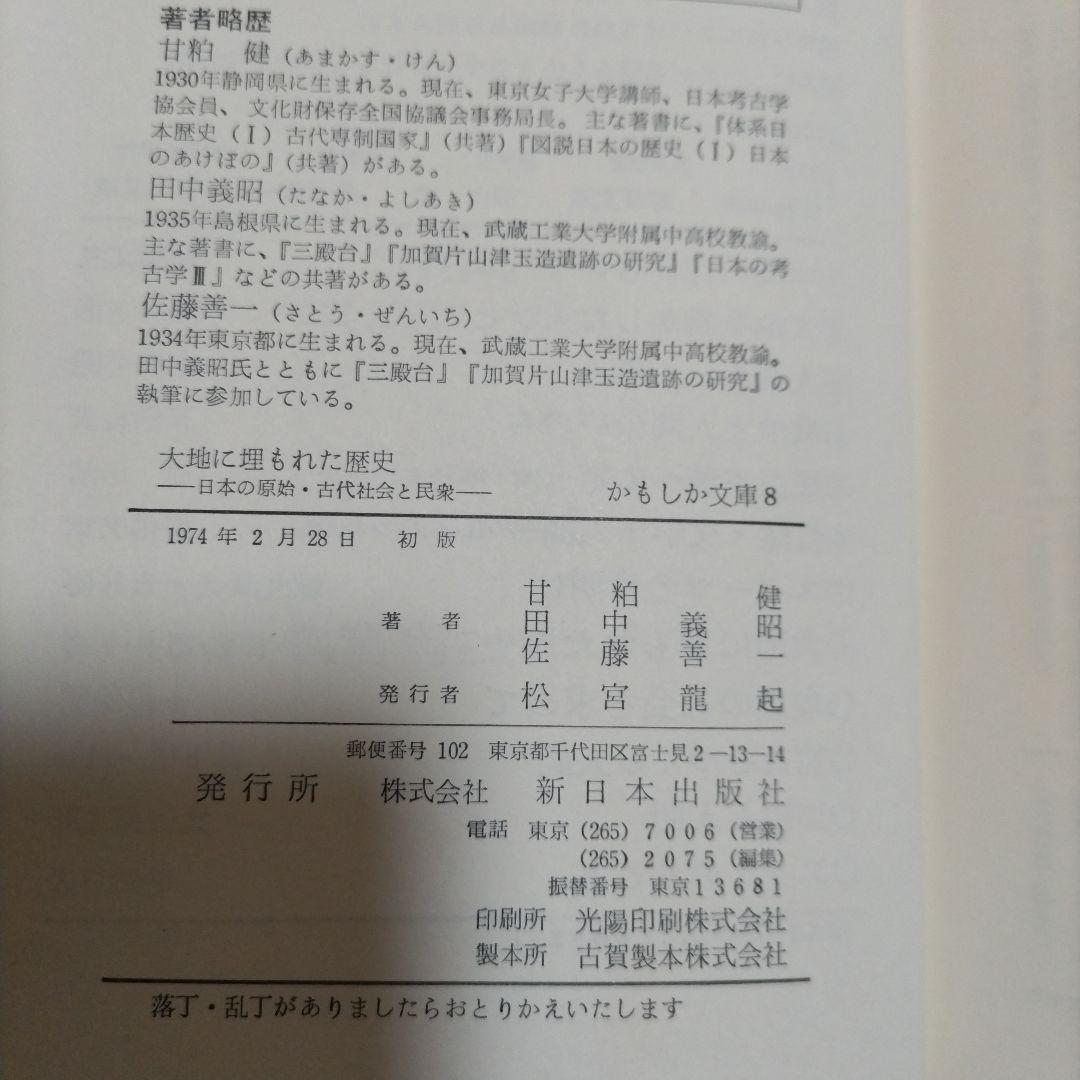 著者略歴
甘粕　健（あまかす・けん）
1930年静岡県に生まれる。現在、東京女子大学講師、日本考古学
協会員、文化財保存全国協議会事務局長。主な著書に、『体系日
本歴史（Ⅰ）古代専制国家』（共著）『図説日本の歴史（Ⅰ）日本
のあけぼの』（共著）がある。
田中義昭（たなか・よしあき）
1935年島根県に生まれる。現在、武蔵工業大学附属中高校教諭。
主な著書に、『三殿台』『加賀片山津玉造遺跡の研究』『日本の考
古学Ⅲ』などの共著がある。
佐藤善一（さとう・ぜんいち）
1934年東京都に生まれる。現在、武蔵工業大学附属中高校教諭。
田中義昭氏とともに『三殿台』『加賀片山津玉造遺跡の研究』の
執筆に参加している。
大地に埋もれた歴史
――日本の原始・古代社会と民衆――　かもしか文庫8
1974年2月28日　初版
甘粕健
著者　田中義昭
佐藤善一
発行者　松宮龍起
郵便番号 102　東京都千代田区富士見2－13－14
発行所　株式会社　新日本出版社
電話　東京（265）7006（営業）
（265）2075（編集）
振替番号　東京13681
印刷所　光陽印刷株式会社
製本所　古賀製本株式会社
落丁・乱丁がありましたらおとりかえいたします